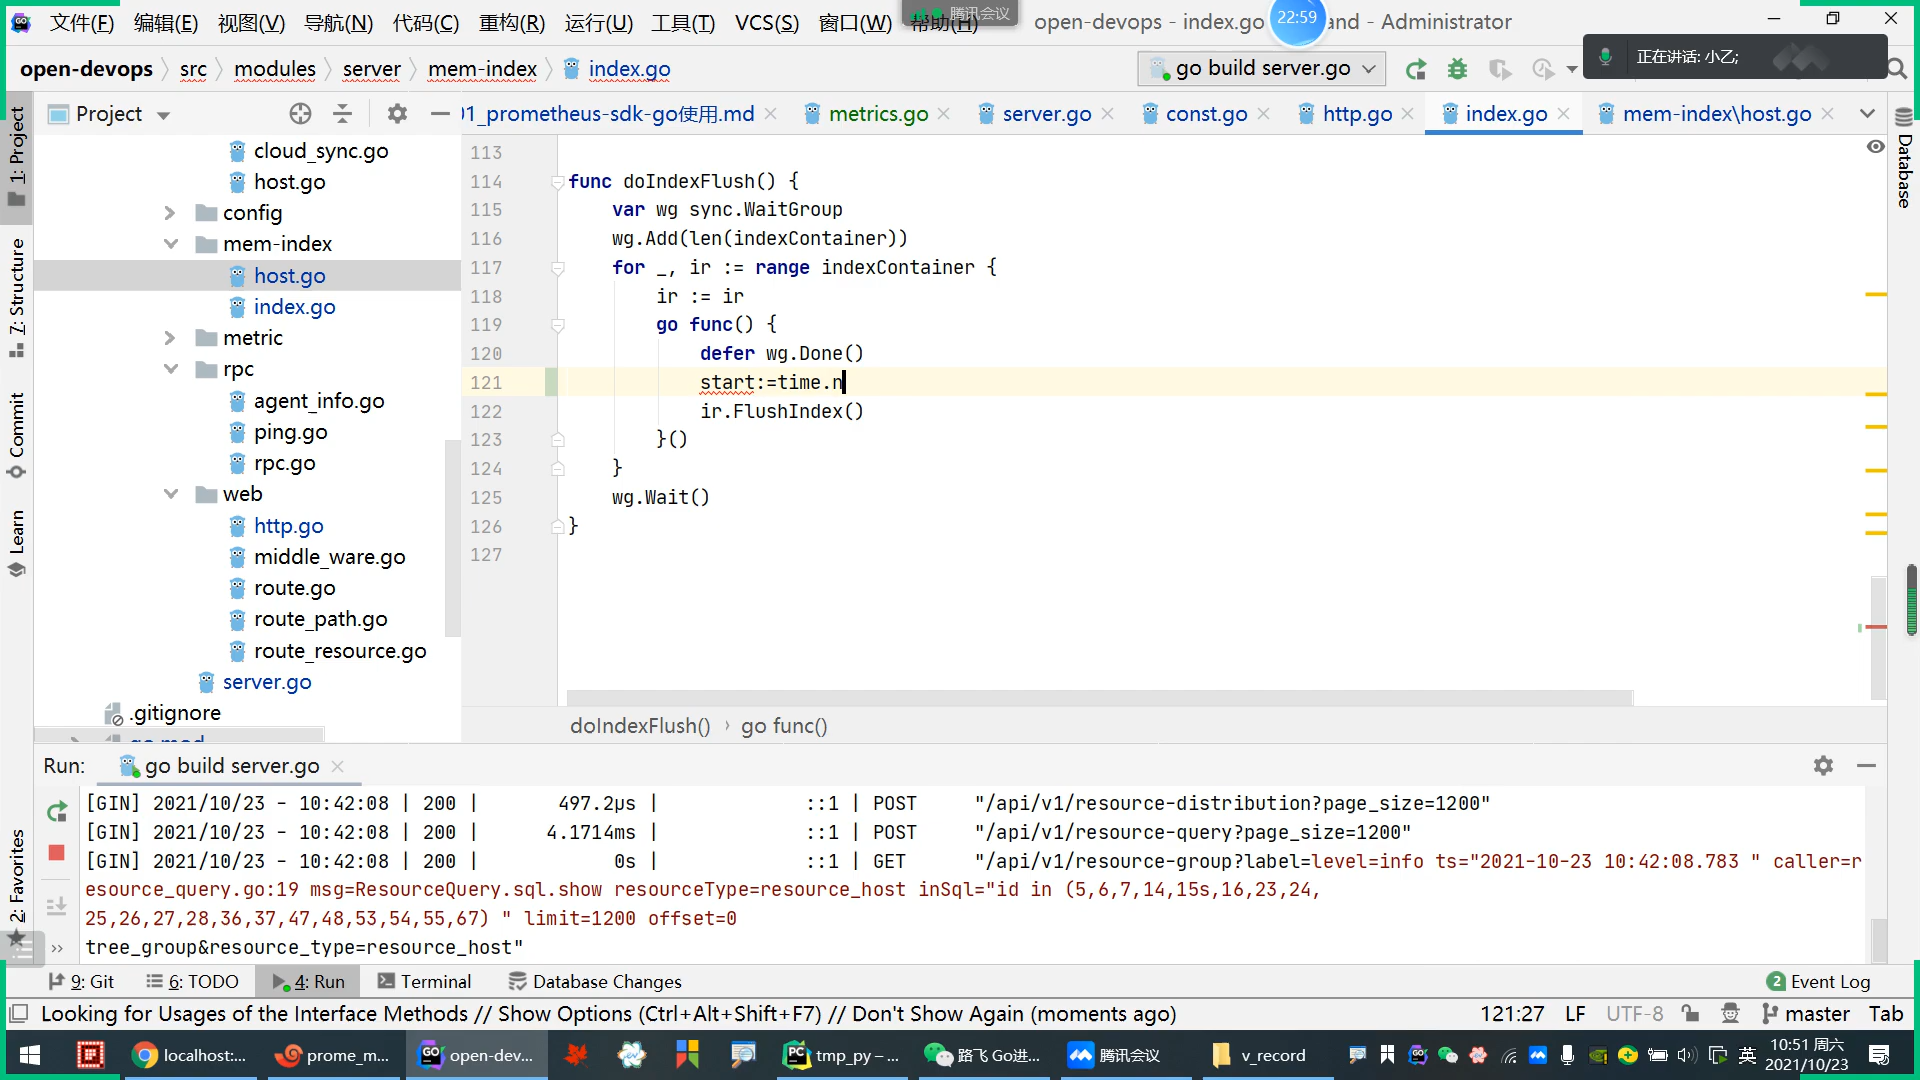 文件(F) 编辑(E) 视图(V) 导航(N) 代码(C) 重构(R) 运行(U) 工具(T) VCS(S) 窗口(W) 帮助(H) 腾讯会议 open-devops - index.go 22:59 and - Administrator
open-devops src modules server mem-index index.go go build server.go 正在讲话: 小乙;
Project 01_prometheus-sdk-go使用.md metrics.go server.go const.go http.go index.go mem-index\host.go
1: Project
7: Structure
Commit
Learn
2: Favorites
Database
cloud_sync.go
host.go
config
mem-index
host.go
index.go
metric
rpc
agent_info.go
ping.go
rpc.go
web
http.go
middle_ware.go
route.go
route_path.go
route_resource.go
server.go
.gitignore
go.mod
113
114 func doIndexFlush() {
115 var wg sync.WaitGroup
116 wg.Add(len(indexContainer))
117 for _, ir := range indexContainer {
118 ir := ir
119 go func() {
120 defer wg.Done()
121 start:=time.n
122 ir.FlushIndex()
123 }()
124 }
125 wg.Wait()
126 }
127
doIndexFlush() › go func()
Run: go build server.go
[GIN] 2021/10/23 - 10:42:08 | 200 | 497.2µs | ::1 | POST "/api/v1/resource-distribution?page_size=1200"
[GIN] 2021/10/23 - 10:42:08 | 200 | 4.1714ms | ::1 | POST "/api/v1/resource-query?page_size=1200"
[GIN] 2021/10/23 - 10:42:08 | 200 | 0s | ::1 | GET "/api/v1/resource-group?label=level=info ts="2021-10-23 10:42:08.783 " caller=r
esource_query.go:19 msg=ResourceQuery.sql.show resourceType=resource_host inSql="id in (5,6,7,14,15s,16,23,24,
25,26,27,28,36,37,47,48,53,54,55,67) " limit=1200 offset=0
tree_group&resource_type=resource_host"
9: Git 6: TODO 4: Run Terminal Database Changes 2 Event Log
Looking for Usages of the Interface Methods // Show Options (Ctrl+Alt+Shift+F7) // Don't Show Again (moments ago) 121:27 LF UTF-8 master Tab
localhost:... prome_m... open-dev... tmp_py – ... 路飞 Go进... 腾讯会议 v_record 英 10:51 周六
2021/10/23